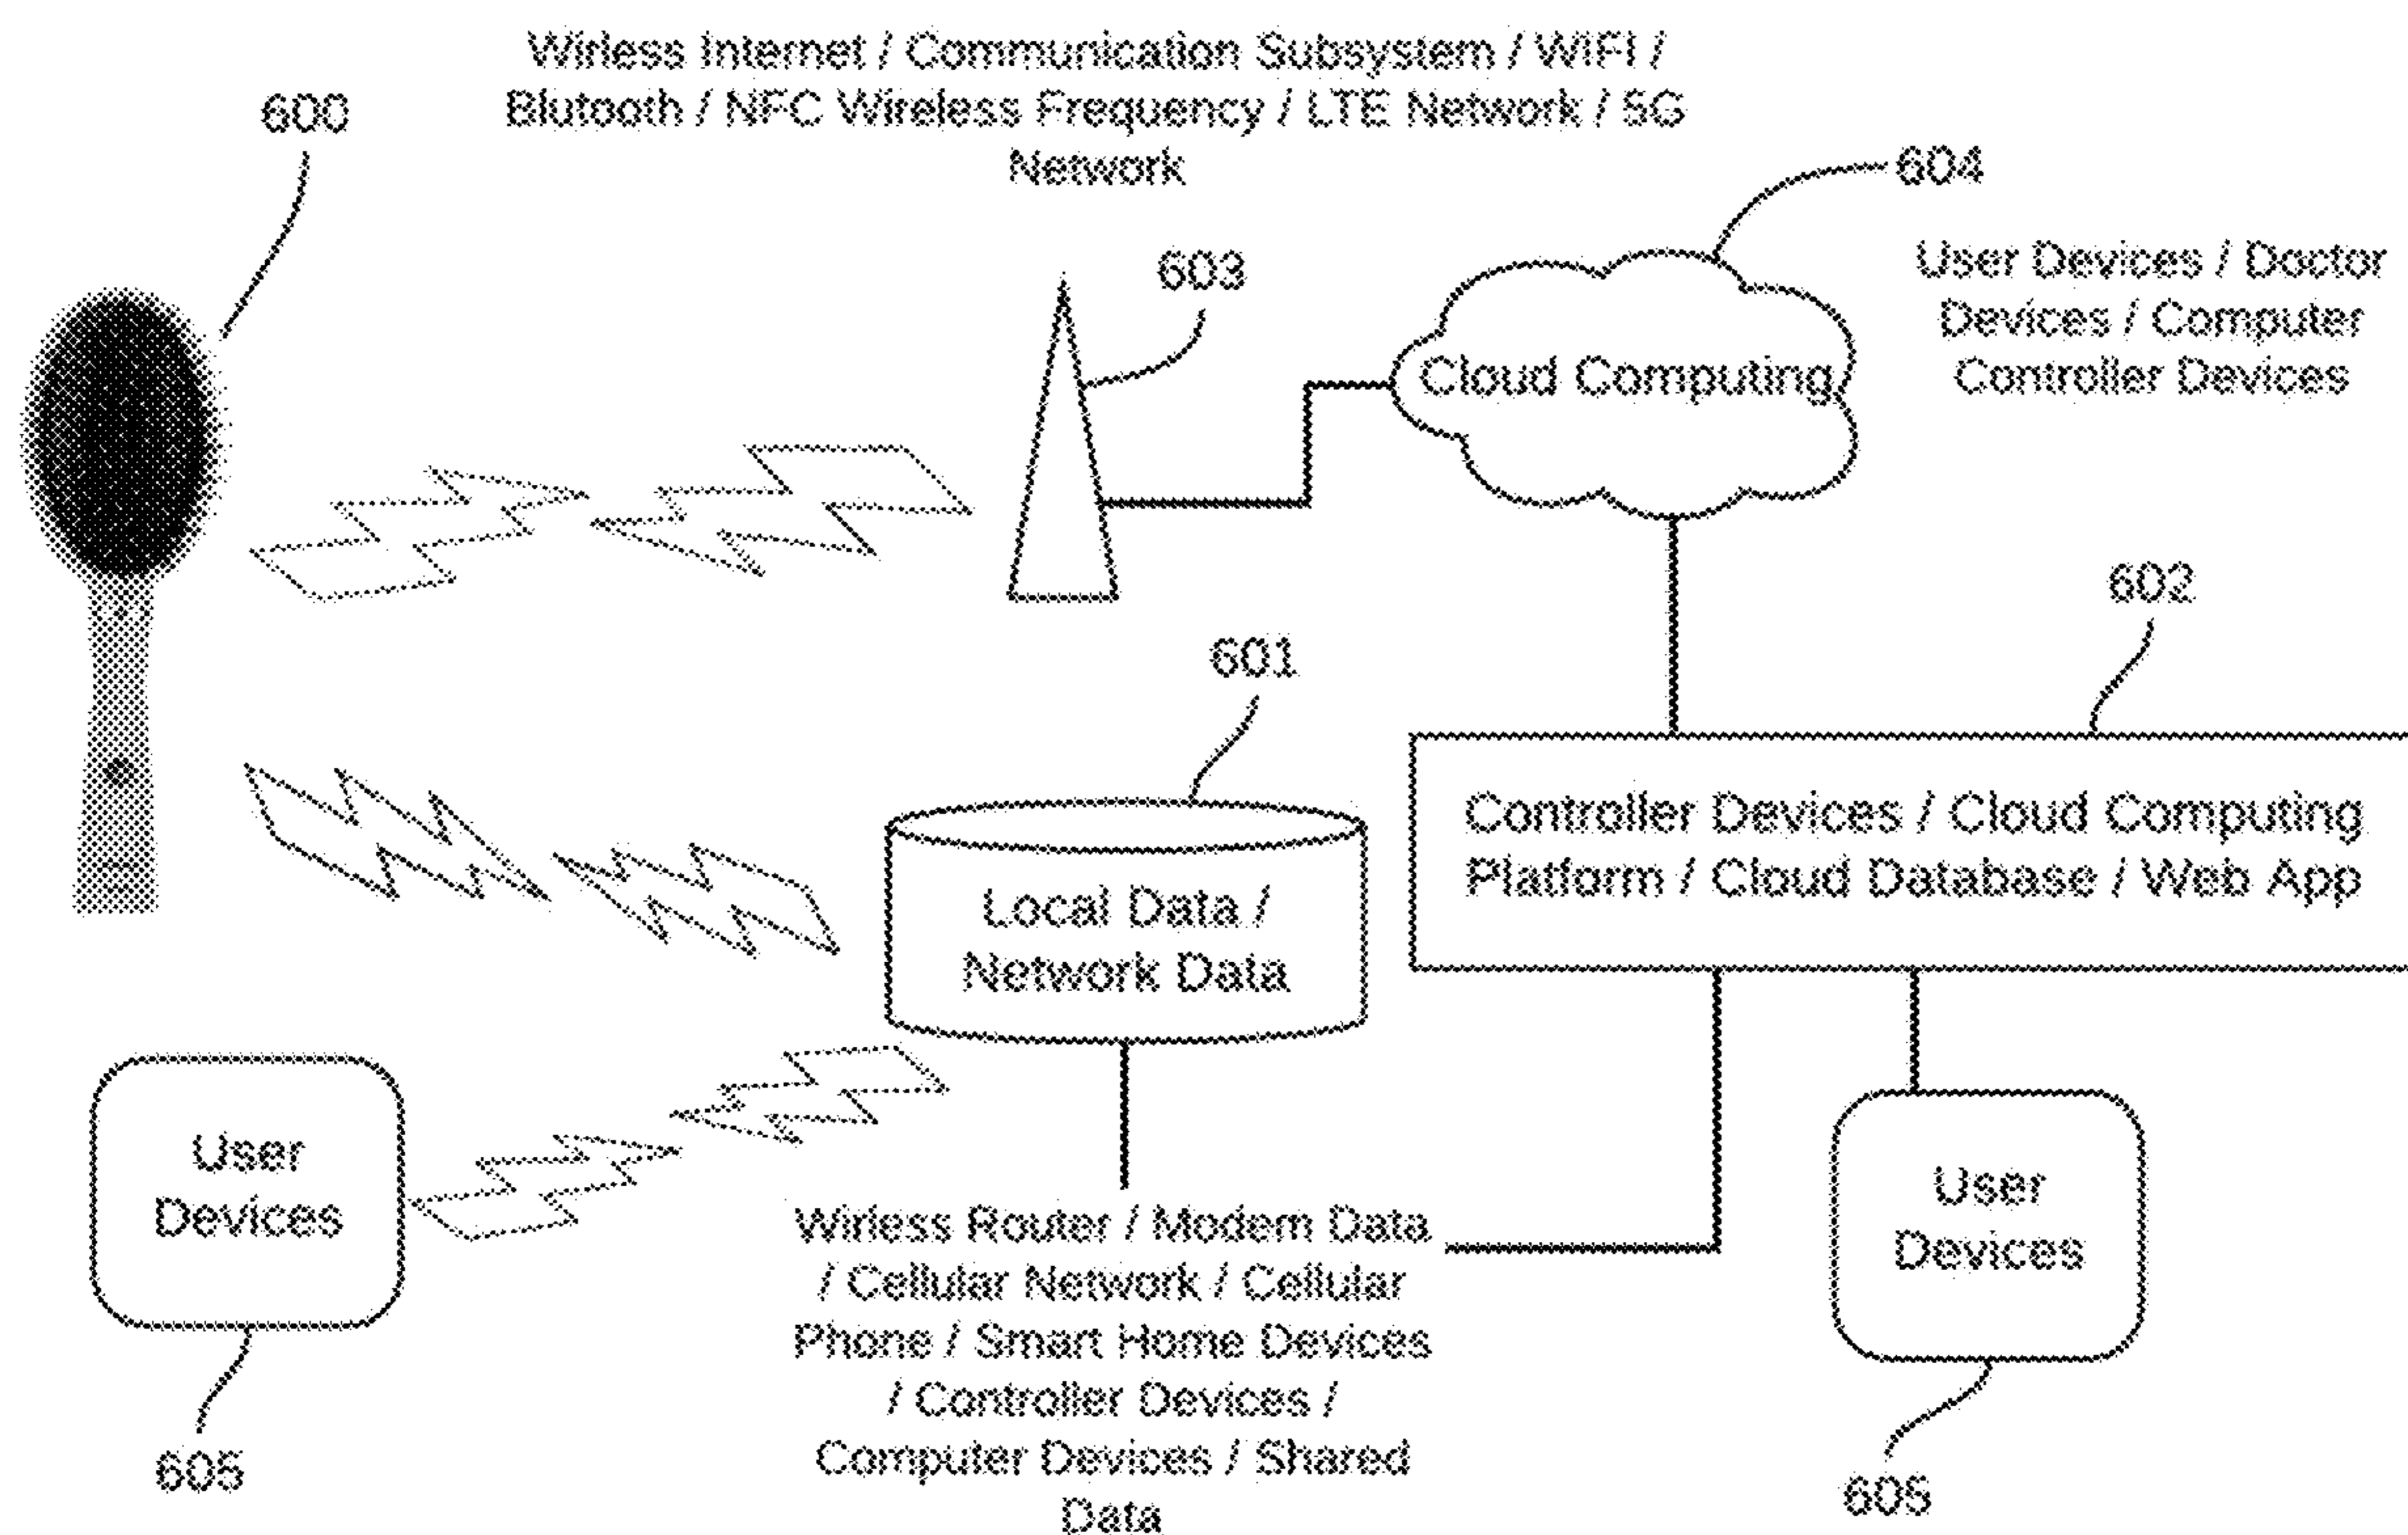 Wirless Internet / Communication Subsystem / WIFI /
Blutooth / NFC Wireless Frequency / LTE Network / 5G
Network
600
604
603
User Devices / Doctor
Devices / Computer
Controller Devices
Cloud Computing
602
601
Controller Devices / Cloud Computing
Platform / Cloud Database / Web App
Local Data /
Network Data
User
Devices
User
Devices
Wirless Router / Modem Data
/ Cellular Network / Cellular
Phone / Smart Home Devices
/ Controller Devices /
Computer Devices / Shared
Data
605
605